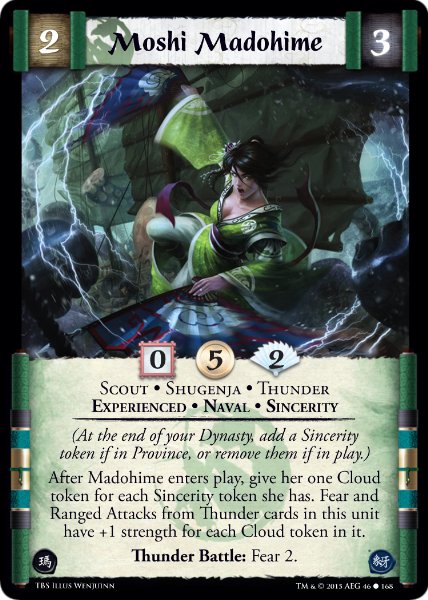 2
Moshi Madohime
3
0
5
2
Scout • Shugenja • Thunder
Experienced • Naval • Sincerity
(At the end of your Dynasty, add a Sincerity
token if in Province, or remove them if in play.)
After Madohime enters play, give her one Cloud
token for each Sincerity token she has. Fear and
Ranged Attacks from Thunder cards in this unit
have +1 strength for each Cloud token in it.
Thunder Battle: Fear 2.
TBS Illus Wenjuinn
TM & © 2015 AEG 46 • 168